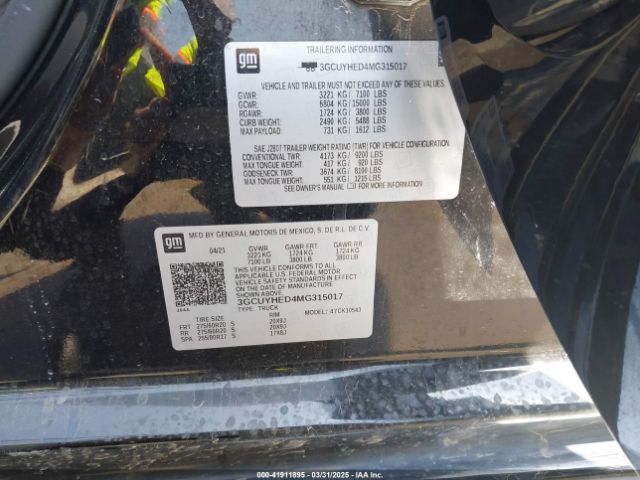 gm
TRAILERING INFORMATION
3GCUYHED4MG315017
VEHICLE AND TRAILER MUST NOT EXCEED ANY OF THESE VALUES
GVWR: 3221 KG / 7100 LBS
GCWR: 6804 KG / 15000 LBS
RGAWR: 1724 KG / 3800 LBS
CURB WEIGHT: 2490 KG / 5488 LBS
MAX PAYLOAD: 731 KG / 1612 LBS
SAE J2807 TRAILER WEIGHT RATING (TWR) FOR VEHICLE CONFIGURATION.
CONVENTIONAL TWR: 4173 KG / 9200 LBS
MAX TONGUE WT: 417 KG / 920 LBS
GOOSENECK TWR: 3674 KG / 8100 LBS
MAX TONGUE WT: 551 KG / 1215 LBS
SEE OWNER'S MANUAL FOR MORE INFORMATION
gm
MFD BY GENERAL MOTORS DE MEXICO, S. DE R.L. DE C.V.
04/21 GVWR GAWR FRT GAWR RR
3221KG 1724 KG 1724 KG
7100 LB 3800 LB 3800 LB
THIS VEHICLE CONFORMS TO ALL
APPLICABLE U.S. FEDERAL MOTOR
VEHICLE SAFETY STANDARDS IN EFFECT
ON THE DATE OF MANUFACTURE
SHOWN ABOVE
3GCUYHED4MG315017
TYPE: TRUCK
TIRE SIZE RIM MODEL: 4TCK10543
FRT 275/60R20 S 20X9J
RR 275/60R20 S 20X9J
SPA 255/80R17 S 17X8J
000-41911895 - 03/31/2025 - IAAI.COM